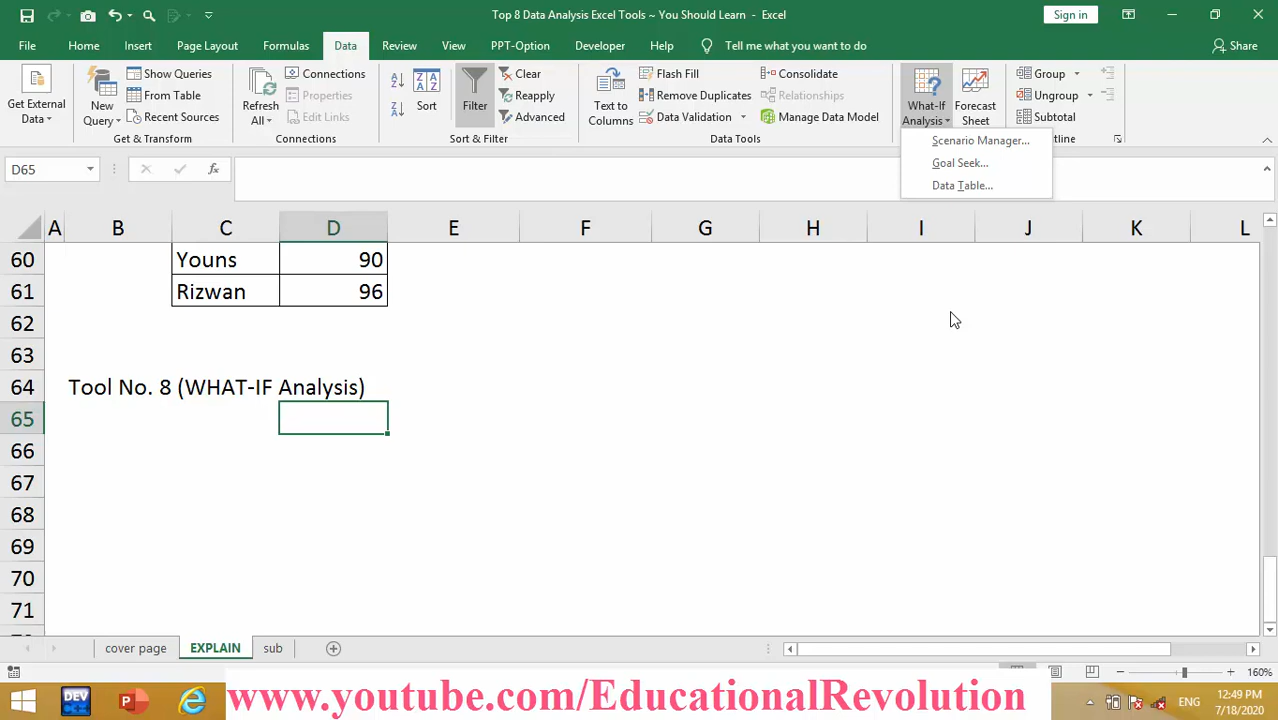 Top 8 Data Analysis Excel Tools ~ You Should Learn - Excel
Sign in
File Home Insert Page Layout Formulas Data Review View PPT-Option Developer Help Tell me what you want to do Share
Get External Data
New Query
Show Queries
From Table
Recent Sources
Get & Transform
Refresh All
Connections
Properties
Edit Links
Connections
Sort
Filter
Clear
Reapply
Advanced
Sort & Filter
Text to Columns
Flash Fill
Remove Duplicates
Data Validation
Consolidate
Relationships
Manage Data Model
Data Tools
What-If Analysis
Forecast Sheet
Group
Ungroup
Subtotal
tline
Scenario Manager...
Goal Seek...
Data Table...
D65
fx
A B C D E F G H I J K L
60 Youns 90
61 Rizwan 96
62
63
64 Tool No. 8 (WHAT-IF Analysis)
65
66
67
68
69
70
71
cover page EXPLAIN sub
160%
DEV
www.youtube.com/EducationalRevolution
ENG
12:49 PM
7/18/2020